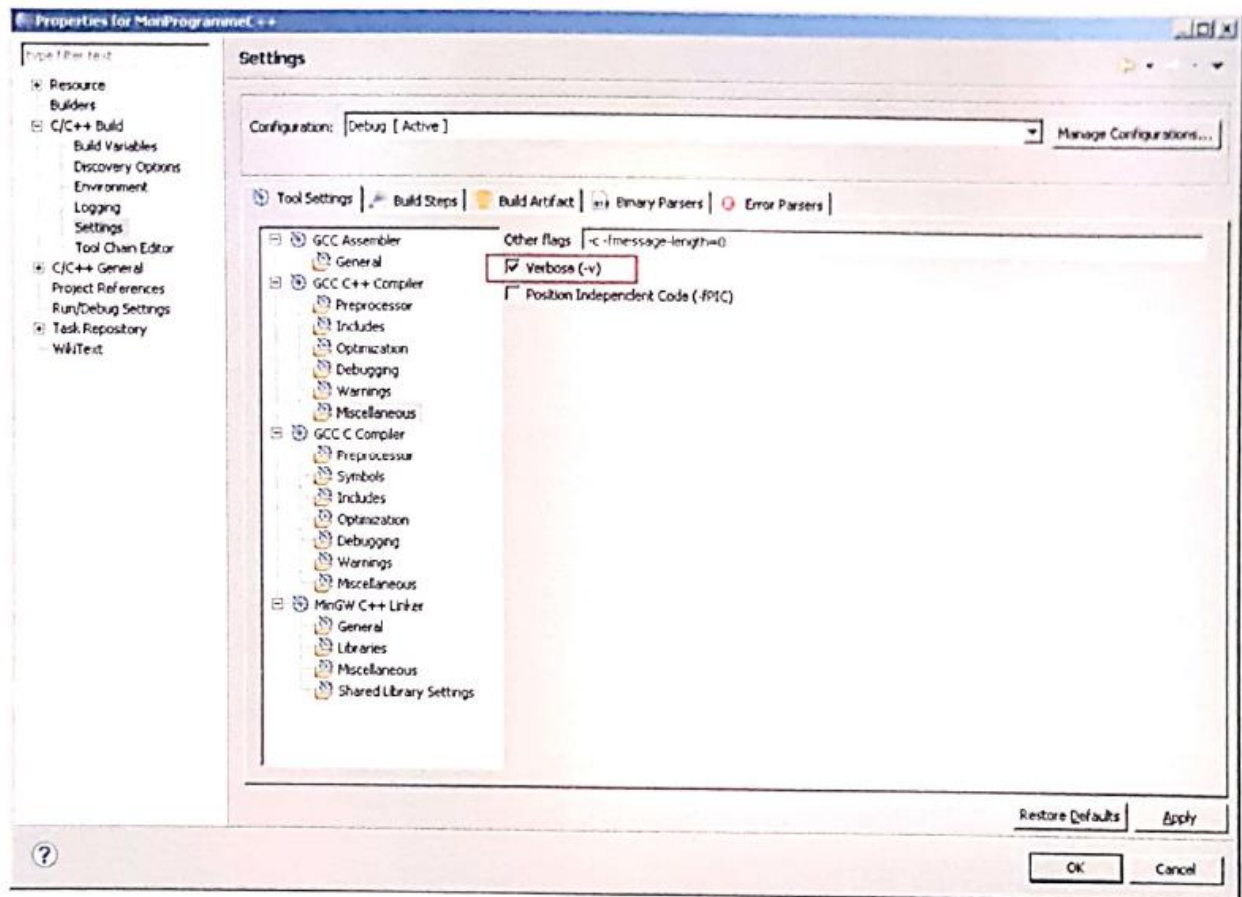 Properties for MonProgrammeC++
type filter text
Resource
Builders
C/C++ Build
Build Variables
Discovery Options
Environment
Logging
Settings
Tool Chain Editor
C/C++ General
Project References
Run/Debug Settings
Task Repository
WikiText
Settings
Configuration: Debug [ Active ]
Manage Configurations...
Tool Settings
Build Steps
Build Artifact
Binary Parsers
Error Parsers
GCC Assembler
General
GCC C++ Compiler
Preprocessor
Includes
Optimization
Debugging
Warnings
Miscellaneous
GCC C Compiler
Preprocessor
Symbols
Includes
Optimization
Debugging
Warnings
Miscellaneous
MinGW C++ Linker
General
Libraries
Miscellaneous
Shared Library Settings
Other flags -c -fmessage-length=0
Verbose (-v)
Position Independent Code (-fPIC)
Restore Defaults
Apply
?
OK
Cancel